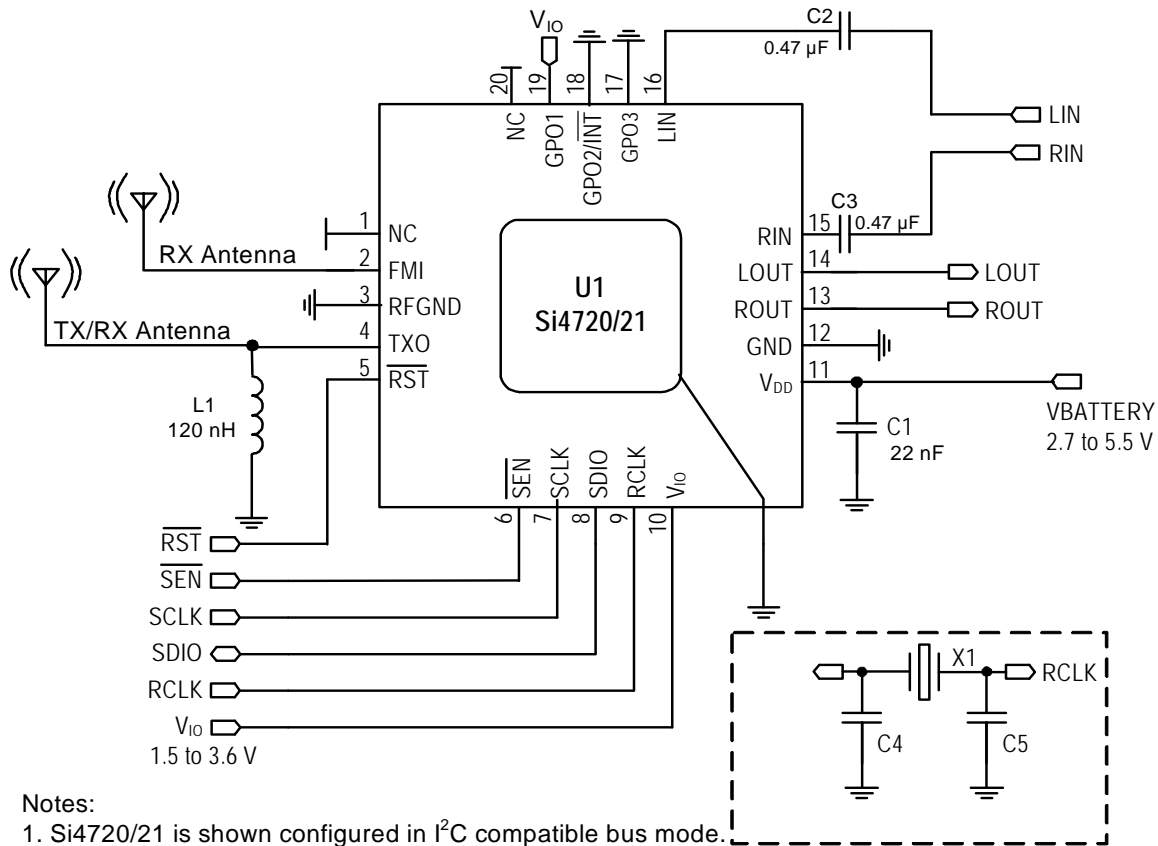 V_IO
C2
0.47 µF
20
19
18
17
16
NC
GPO1
GPO2/INT
GPO3
LIN
LIN
RIN
C3
0.47 µF
RX Antenna
TX/RX Antenna
1
NC
2
FMI
3
RFGND
4
TXO
5
RST
U1
Si4720/21
RIN
15
LOUT
14
LOUT
ROUT
13
ROUT
GND
12
V_DD
11
VBATTERY
2.7 to 5.5 V
C1
22 nF
L1
120 nH
SEN
SCLK
SDIO
RCLK
V_IO
6
7
8
9
10
RST
SEN
SCLK
SDIO
RCLK
V_IO
1.5 to 3.6 V
X1
RCLK
C4
C5
Notes:
1. Si4720/21 is shown configured in I²C compatible bus mode.